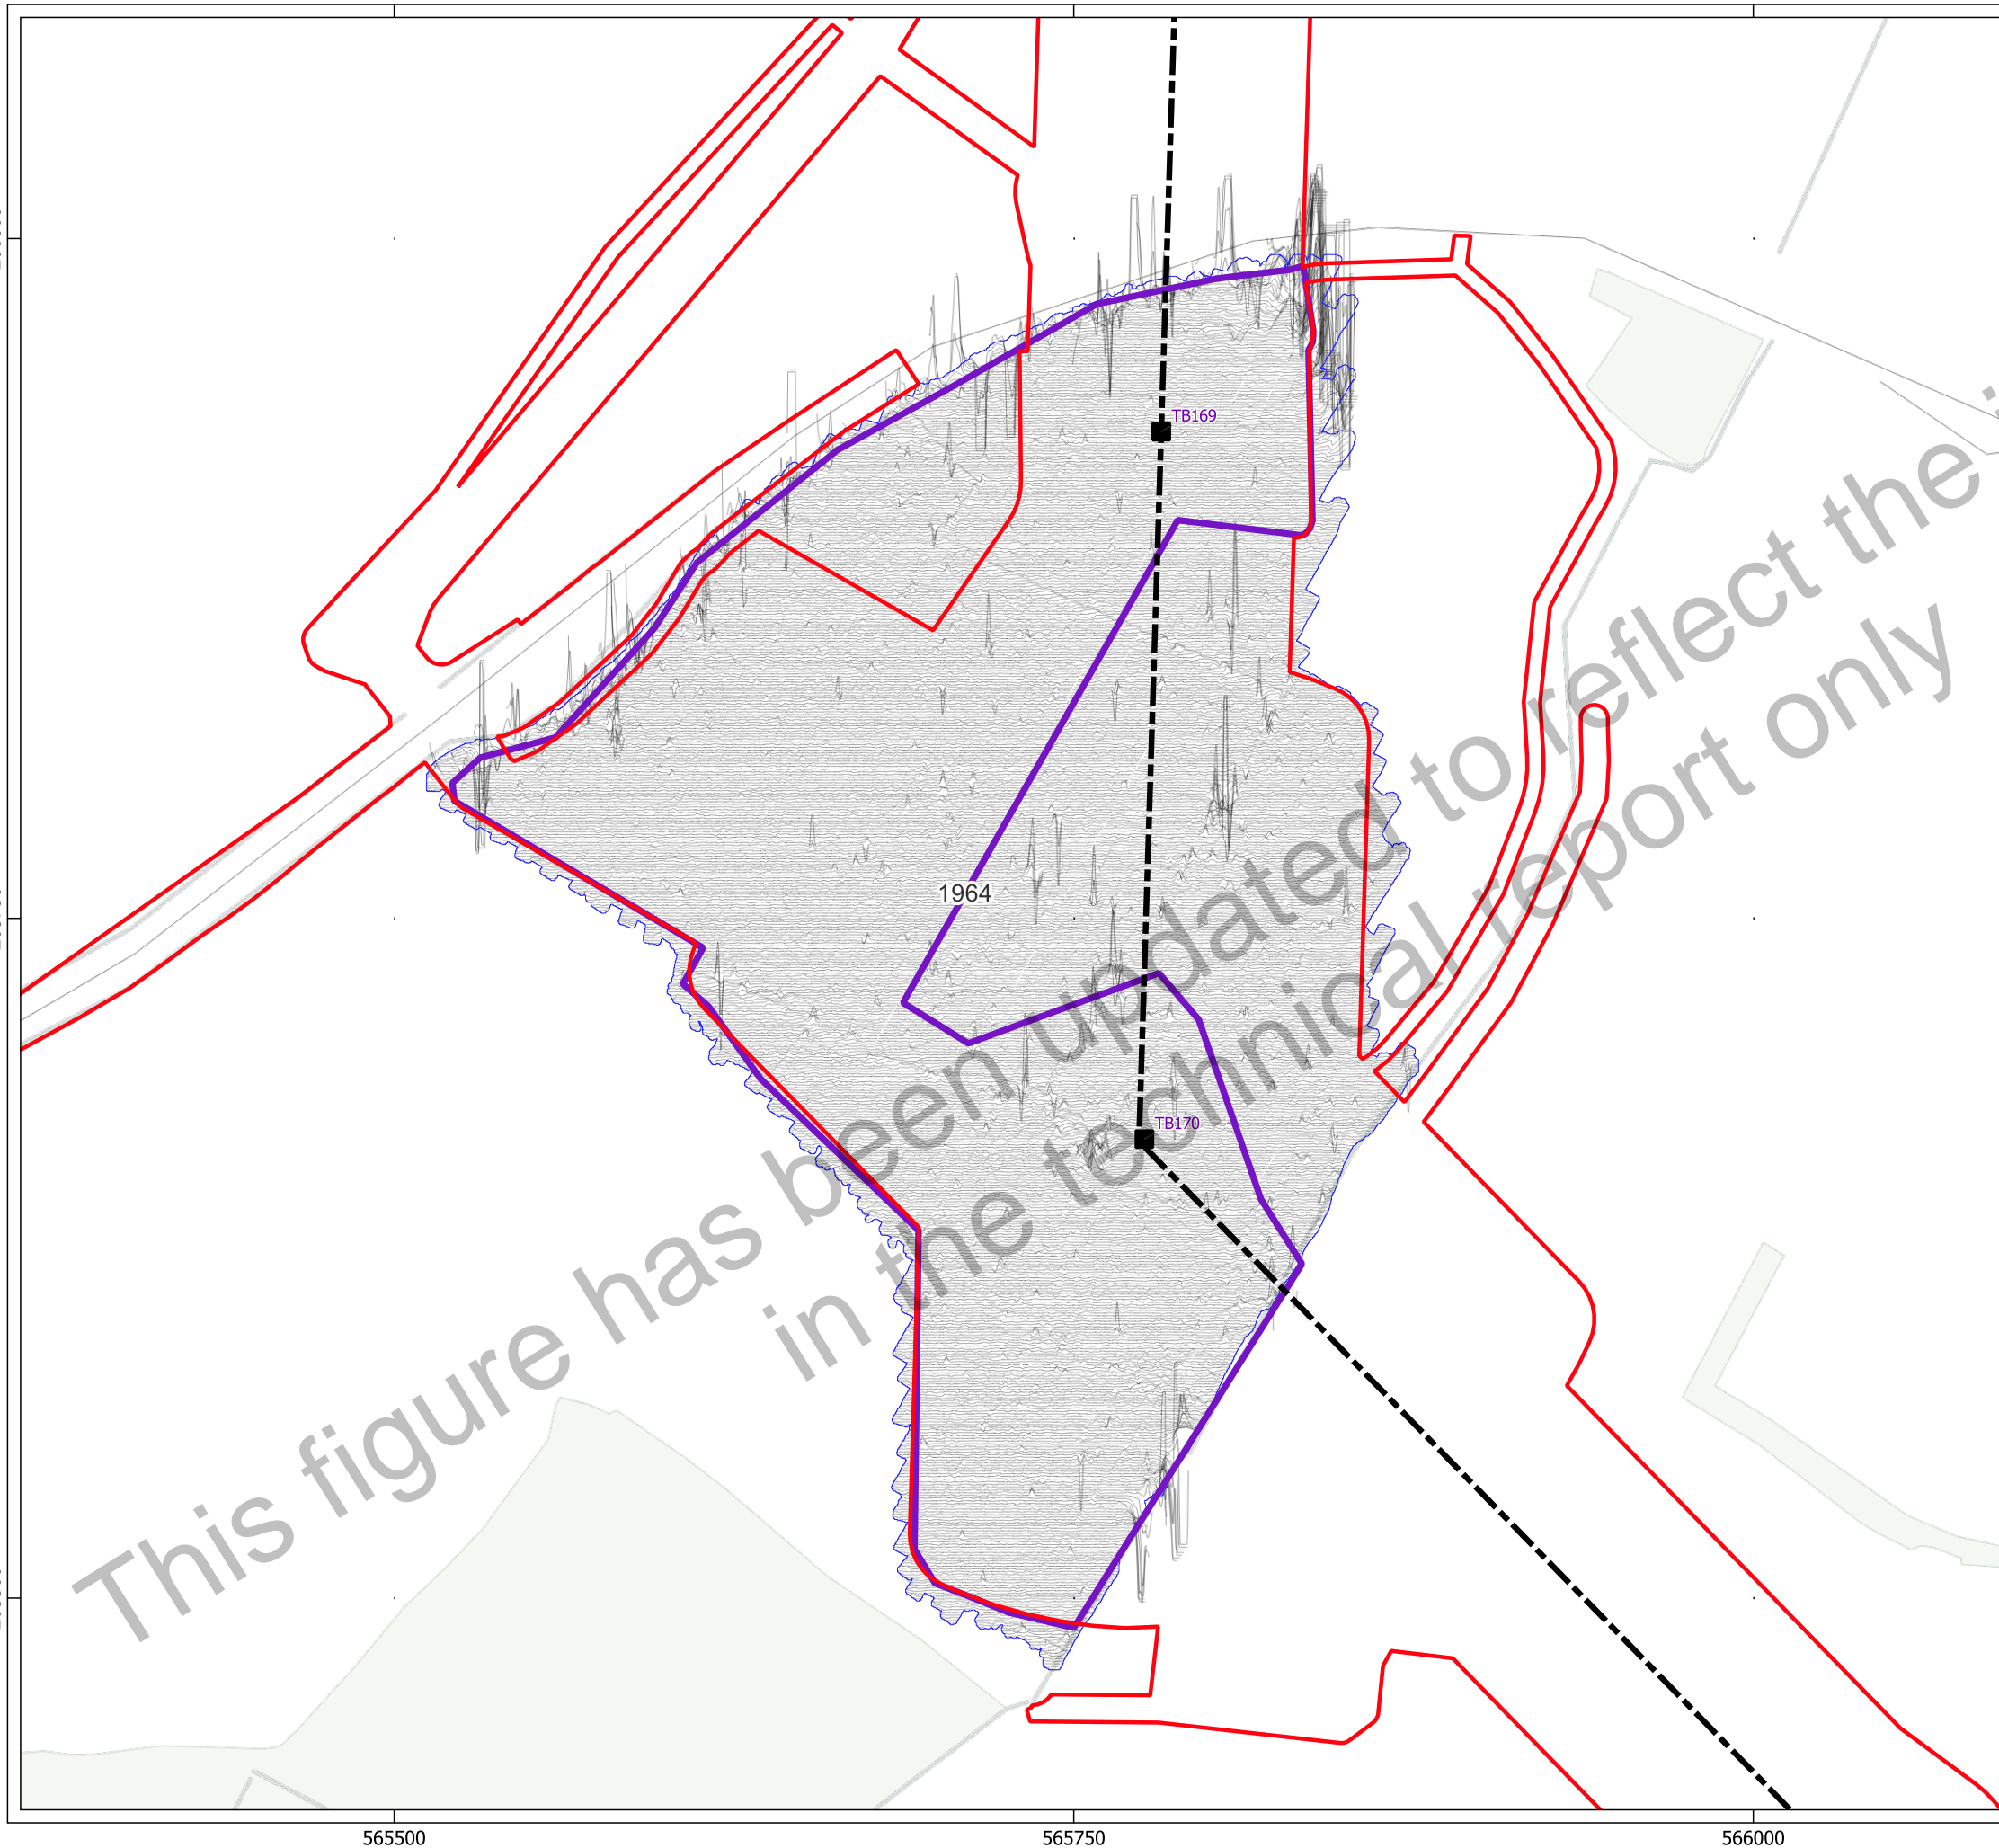 TB169
1964
TB170
This figure has been updated to reflect the
in the technical report only
565500
565750
566000